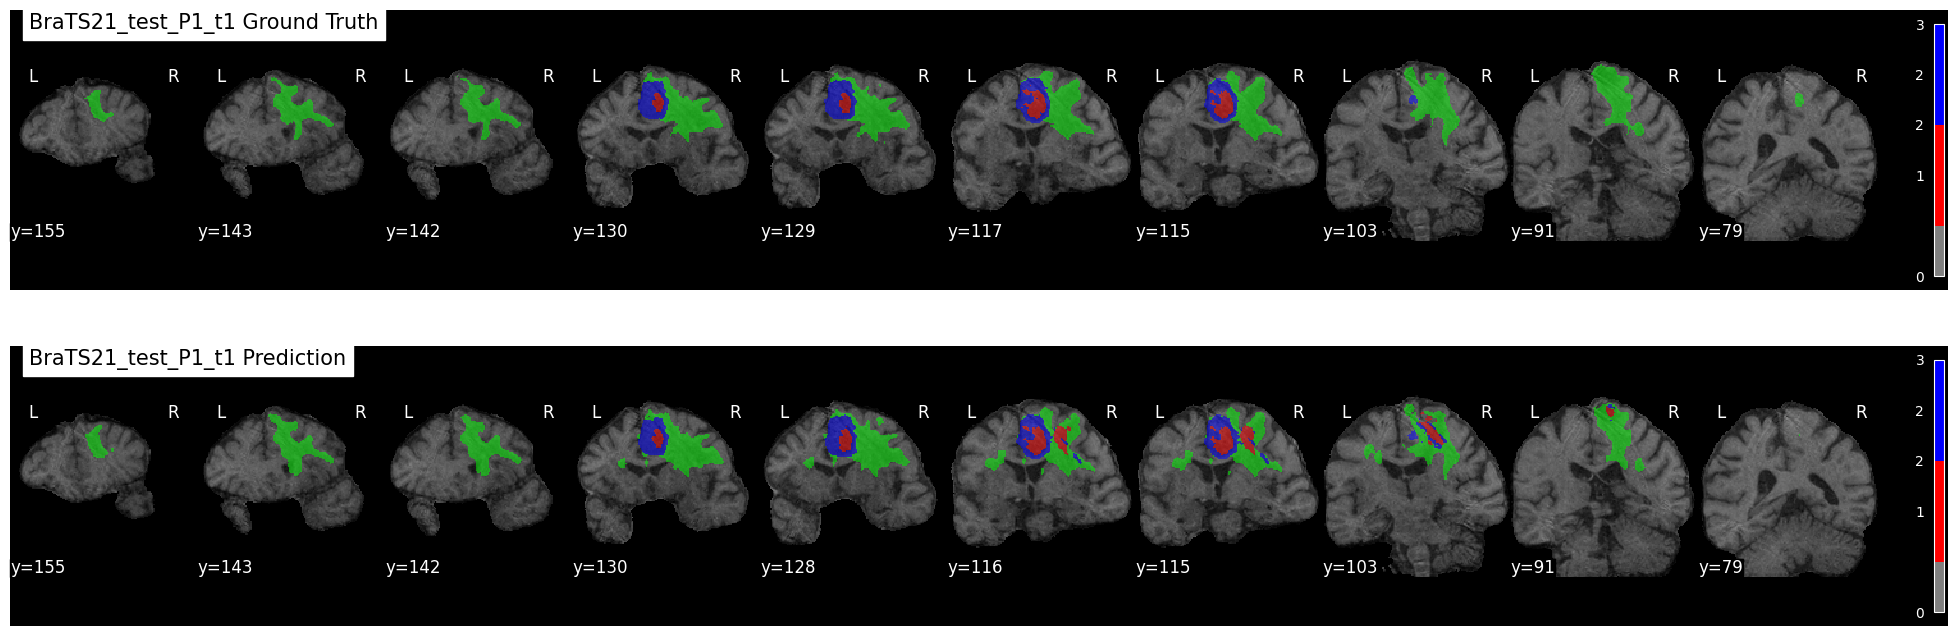 BraTS21_test_P1_t1 Ground Truth
L R L R L R L R L R L R L R L R L R L R
y=155 y=143 y=142 y=130 y=129 y=117 y=115 y=103 y=91 y=79
3
2
2
1
0
BraTS21_test_P1_t1 Prediction
L R L R L R L R L R L R L R L R L R L R
y=155 y=143 y=142 y=130 y=128 y=116 y=115 y=103 y=91 y=79
3
2
2
1
0